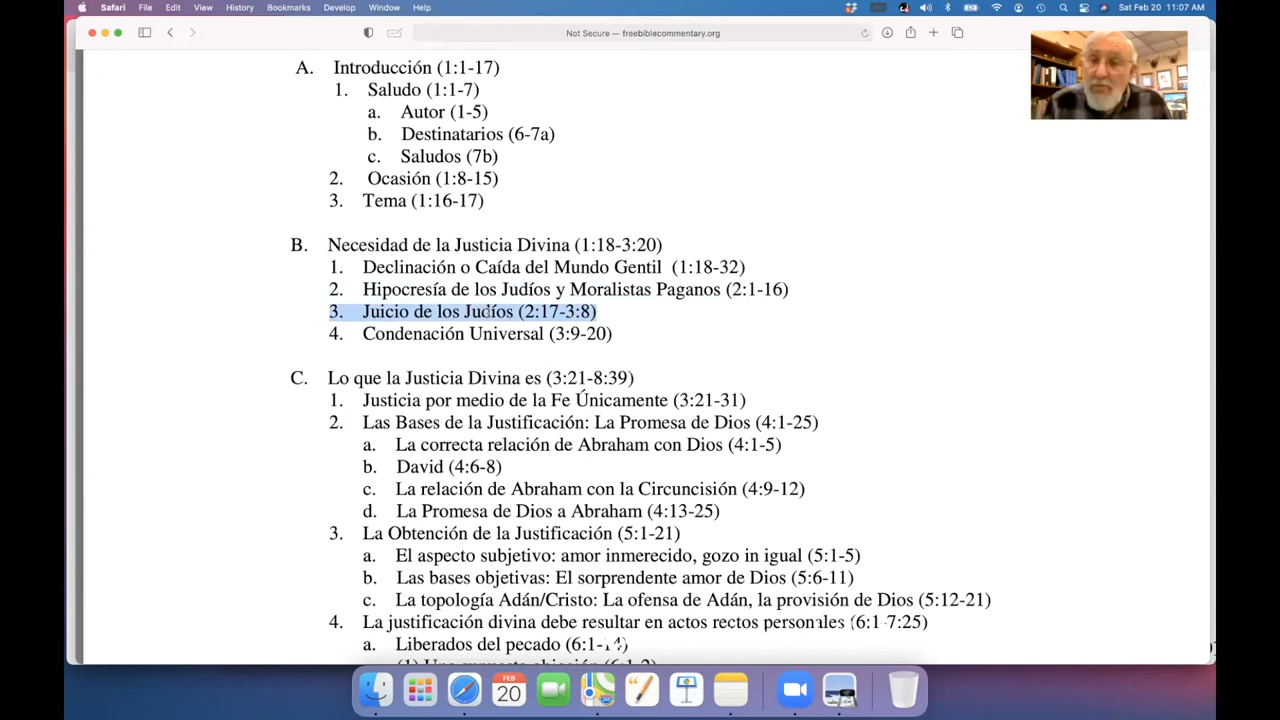 Safari File Edit View History Bookmarks Develop Window Help Sat Feb 20 11:07 AM
Not Secure — freebiblecommentary.org
A. Introducción (1:1-17)
1. Saludo (1:1-7)
a. Autor (1-5)
b. Destinatarios (6-7a)
c. Saludos (7b)
2. Ocasión (1:8-15)
3. Tema (1:16-17)
B. Necesidad de la Justicia Divina (1:18-3:20)
1. Declinación o Caída del Mundo Gentil (1:18-32)
2. Hipocresía de los Judíos y Moralistas Paganos (2:1-16)
3. Juicio de los Judíos (2:17-3:8)
4. Condenación Universal (3:9-20)
C. Lo que la Justicia Divina es (3:21-8:39)
1. Justicia por medio de la Fe Únicamente (3:21-31)
2. Las Bases de la Justificación: La Promesa de Dios (4:1-25)
a. La correcta relación de Abraham con Dios (4:1-5)
b. David (4:6-8)
c. La relación de Abraham con la Circuncisión (4:9-12)
d. La Promesa de Dios a Abraham (4:13-25)
3. La Obtención de la Justificación (5:1-21)
a. El aspecto subjetivo: amor inmerecido, gozo in igual (5:1-5)
b. Las bases objetivas: El sorprendente amor de Dios (5:6-11)
c. La topología Adán/Cristo: La ofensa de Adán, la provisión de Dios (5:12-21)
4. La justificación divina debe resultar en actos rectos personales (6:1-7:25)
a. Liberados del pecado (6:1-14)
FEB
20